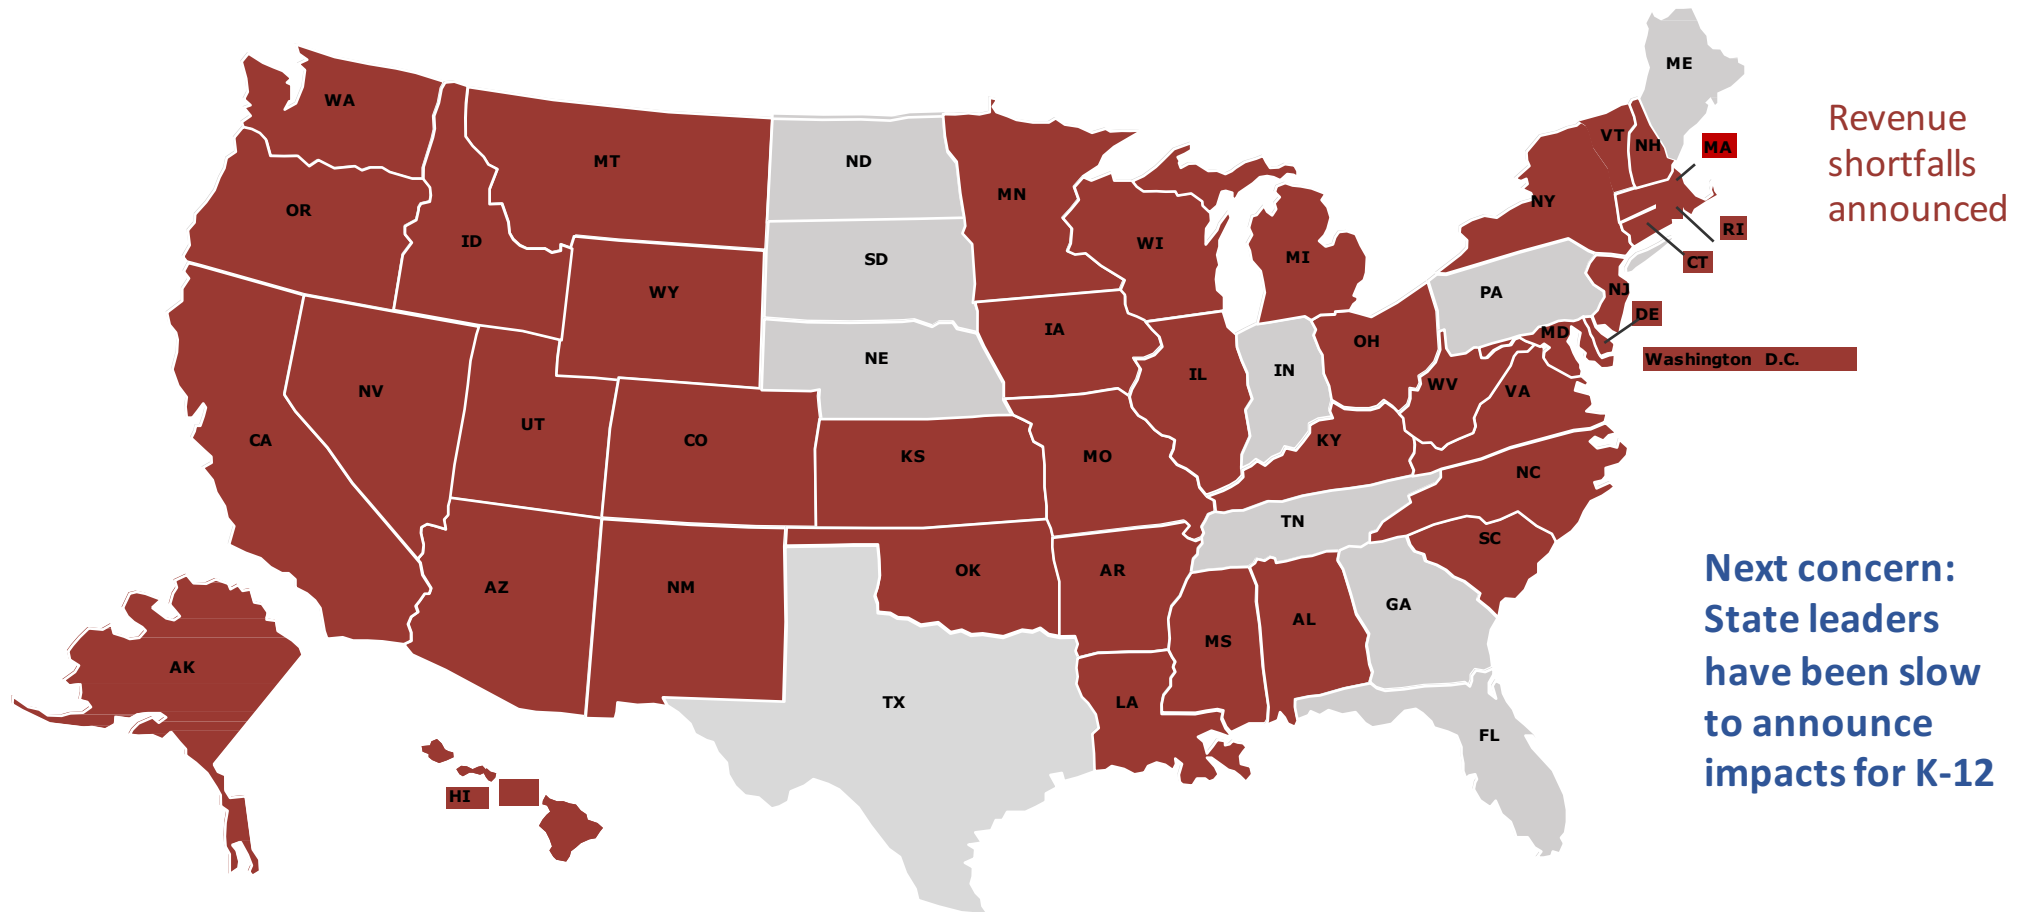 ME
WA
Revenue
shortfalls
announced
VT
NH
MA
MT
ND
MN
OR
NY
RI
ID
WI
SD
MI
CT
WY
PA
NJ
DE
IA
MD
OH
Washington D.C.
NE
IN
IL
WV
VA
NV
UT
CA
CO
KY
KS
MO
NC
TN
SC
Next concern:
State leaders
have been slow
to announce
impacts for K-12
OK
AR
AZ
NM
GA
AL
MS
AK
TX
LA
FL
HI